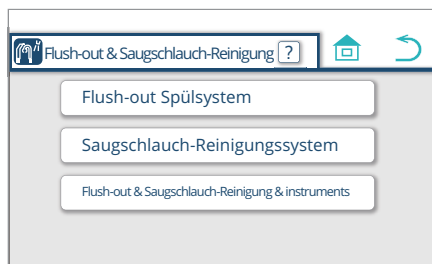 Flush-out & Saugschlauch-Reinigung ?
Flush-out Spülsystem
Saugschlauch-Reinigungssystem
Flush-out & Saugschlauch-Reinigung & instruments